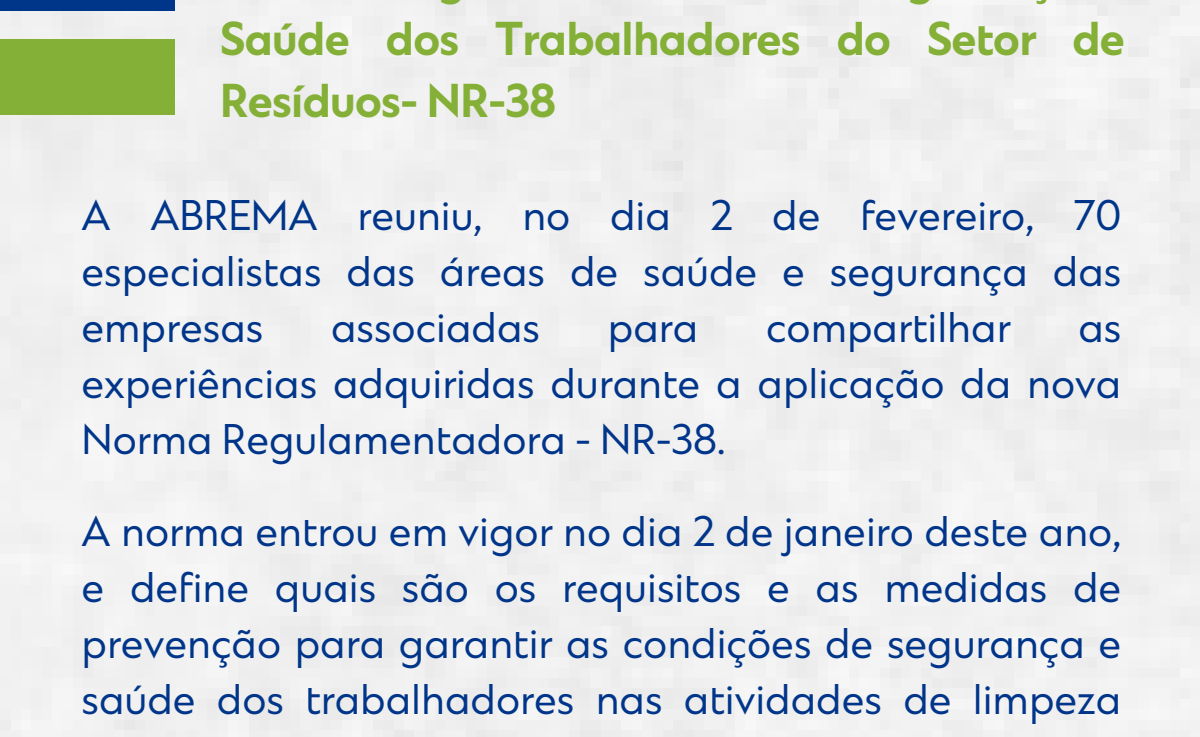 Saúde dos Trabalhadores do Setor de
Resíduos- NR-38
A ABREMA reuniu, no dia 2 de fevereiro, 70
especialistas das áreas de saúde e segurança das
empresas associadas para compartilhar as
experiências adquiridas durante a aplicação da nova
Norma Regulamentadora - NR-38.
A norma entrou em vigor no dia 2 de janeiro deste ano,
e define quais são os requisitos e as medidas de
prevenção para garantir as condições de segurança e
saúde dos trabalhadores nas atividades de limpeza